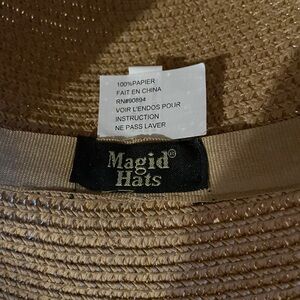 100%PAPIER
FAIT EN CHINA
RN#90894
VOIR L'ENDOS POUR
INSTRUCTION
NE PASS LAVER
Magid®
Hats